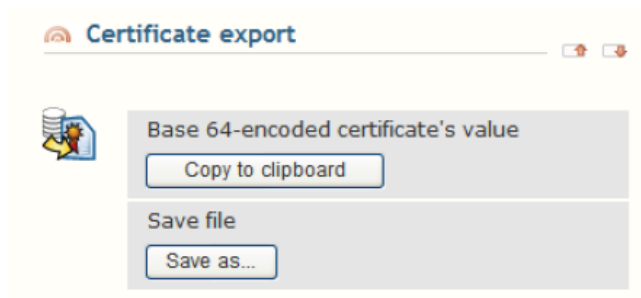 Certificate export
Base 64-encoded certificate's value
Copy to clipboard
Save file
Save as...